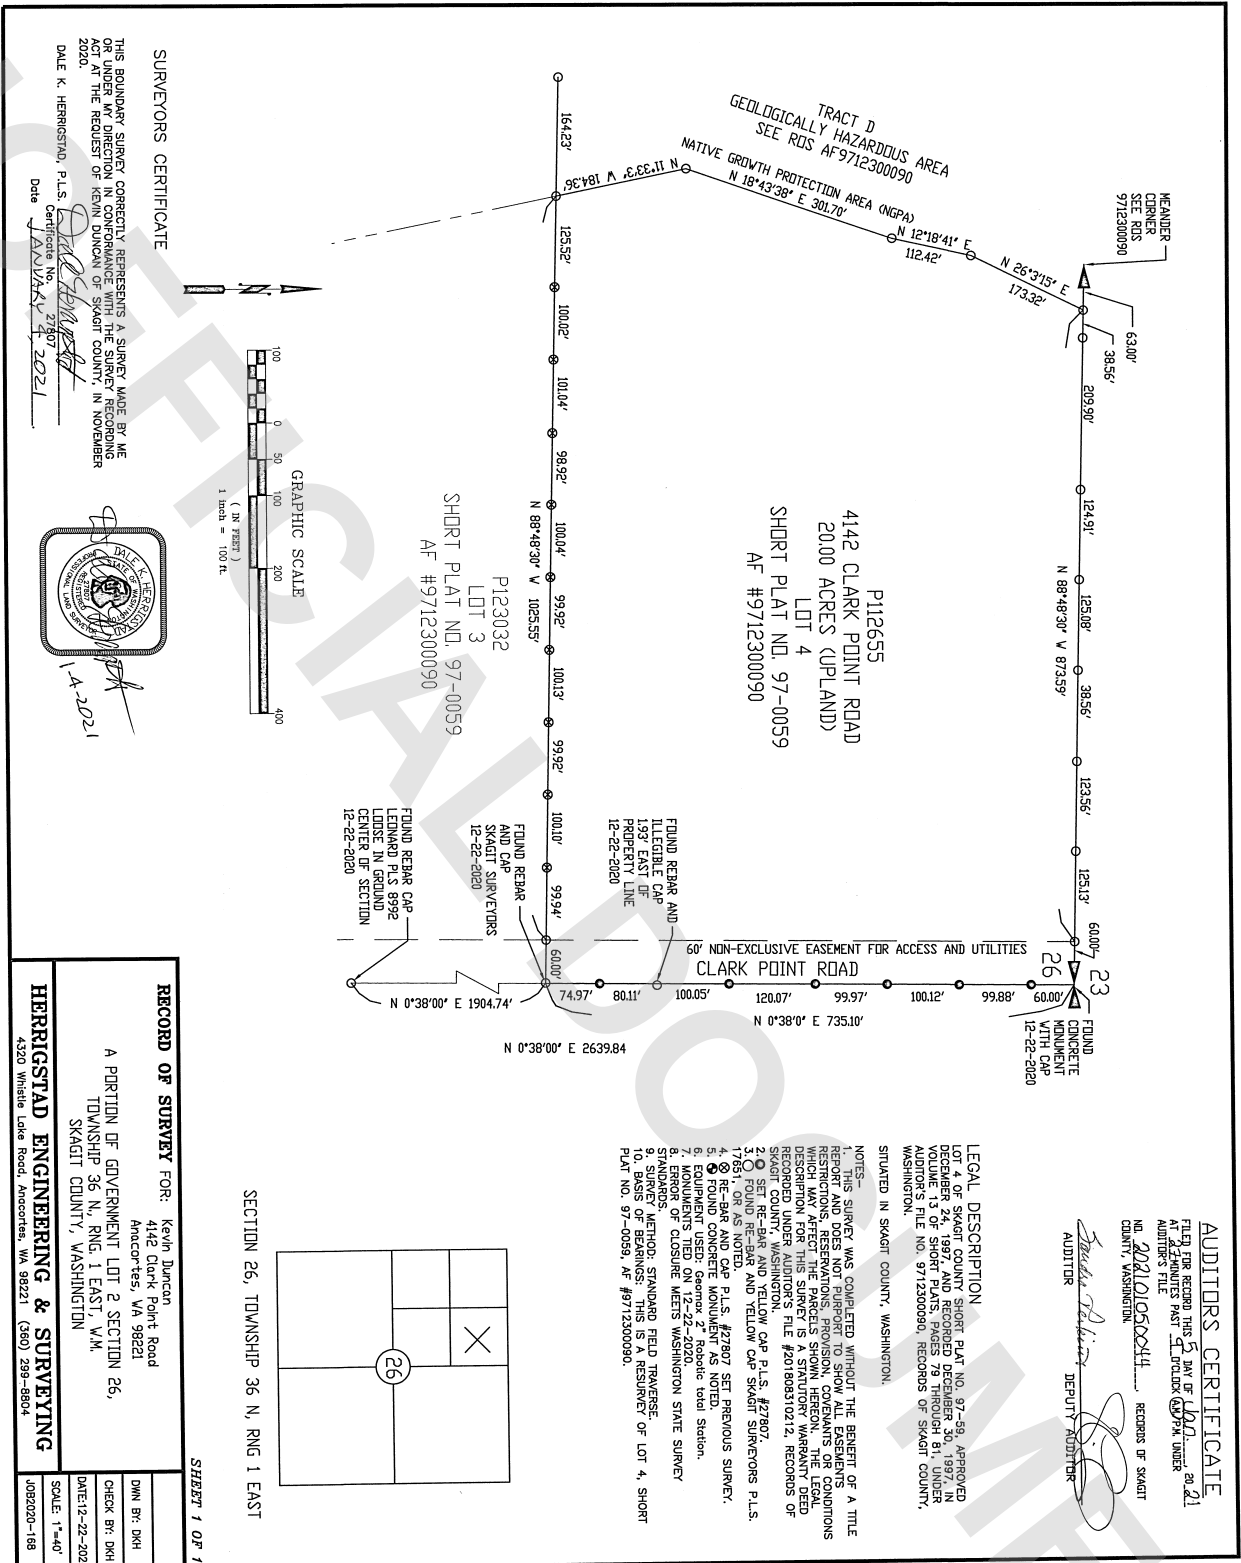 AUDITORS CERTIFICATE
FILED FOR RECORD THIS 5 DAY OF Jan. 2021
AT 27 MINUTES PAST 9 O'CLOCK (AM)/P.M. UNDER
AUDITOR'S FILE
NO. 202101050044 RECORDS OF SKAGIT
COUNTY, WASHINGTON.
AUDITOR
DEPUTY AUDITOR
LEGAL DESCRIPTION
LOT 4 OF SKAGIT COUNTY SHORT PLAT NO. 97-59, APPROVED
DECEMBER 24, 1997, AND RECORDED DECEMBER 30, 1997, IN
VOLUME 13 OF SHORT PLATS, PAGES 79 THROUGH 81, UNDER
AUDITOR'S FILE NO. 9712300090, RECORDS OF SKAGIT COUNTY,
WASHINGTON.
SITUATED IN SKAGIT COUNTY, WASHINGTON.
NOTES-
1. THIS SURVEY WAS COMPLETED WITHOUT THE BENEFIT OF A TITLE
REPORT AND DOES NOT PURPORT TO SHOW ALL EASEMENTS
RESTRICTIONS, RESERVATIONS, PROVISION, COVENANTS OR CONDITIONS
WHICH MAY AFFECT THE PARCELS SHOWN HEREON. THE LEGAL
DESCRIPTION FOR THIS SURVEY IS A STATUTORY WARRANTY DEED
RECORDED UNDER AUDITOR'S FILE #201808310212, RECORDS OF
SKAGIT COUNTY, WASHINGTON.
2. SET RE-BAR AND YELLOW CAP P.L.S. #27807.
3. FOUND RE-BAR AND YELLOW CAP SKAGIT SURVEYORS P.L.S.
17651, OR AS NOTED.
4. RE-BAR AND CAP P.L.S. #27807 SET PREVIOUS SURVEY.
5. FOUND CONCRETE MONUMENT AS NOTED.
6. EQUIPMENT USED: Geomax 2" Robotic total Station.
7. MONUMENTS TIED ON 12-22-2020.
8. ERROR OF CLOSURE MEETS WASHINGTON STATE SURVEY
STANDARDS.
9. SURVEY METHOD: STANDARD FIELD TRAVERSE.
10. BASIS OF BEARINGS: THIS IS A RESURVEY OF LOT 4, SHORT
PLAT NO. 97-0059, AF #9712300090.
MEANDER
CORNER
SEE ROS
9712300090
63.00'
38.56'
209.90'
124.91'
125.08'
38.56'
123.56'
125.13'
60.00'
N 88°48'30" W 873.59'
23
26
FOUND
CONCRETE
MONUMENT
WITH CAP
12-22-2020
TRACT D
GEOLOGICALLY HAZARDOUS AREA
SEE ROS AF9712300090
NATIVE GROWTH PROTECTION AREA (NGPA)
N 18°43'38" E 301.70'
N 12°18'41" E
112.42'
N 26°3'15" E
173.32'
N 11°33'3" W 184.36'
P112655
4142 CLARK POINT ROAD
20.00 ACRES (UPLAND)
LOT 4
SHORT PLAT NO. 97-0059
AF #9712300090
60' NON-EXCLUSIVE EASEMENT FOR ACCESS AND UTILITIES
CLARK POINT ROAD
74.97'
80.11'
100.05'
120.07'
99.97'
100.12'
99.88'
60.00'
N 0°38'0" E 735.10'
N 0°38'00" E 1904.74'
N 0°38'00" E 2639.84
FOUND REBAR AND
ILLEGIBLE CAP
1.93' EAST OF
PROPERTY LINE
12-22-2020
FOUND REBAR
AND CAP
SKAGIT SURVEYORS
12-22-2020
FOUND REBAR CAP
LEONARD PLS 8992
LOOSE IN GROUND
CENTER OF SECTION
12-22-2020
164.23'
125.52'
100.02'
101.04'
98.92'
100.04'
99.92'
100.13'
99.92'
100.10'
99.94'
60.00'
N 88°48'30" W 1025.55'
P123032
LOT 3
SHORT PLAT NO. 97-0059
AF #9712300090
N
GRAPHIC SCALE
100 0 50 100 200 400
( IN FEET )
1 inch = 100 ft.
SURVEYORS CERTIFICATE
THIS BOUNDARY SURVEY CORRECTLY REPRESENTS A SURVEY MADE BY ME
OR UNDER MY DIRECTION IN CONFORMANCE WITH THE SURVEY RECORDING
ACT AT THE REQUEST OF KEVIN DUNCAN OF SKAGIT COUNTY, IN NOVEMBER
2020.
DALE K. HERRIGSTAD, P.L.S.
Certificate No. 27807
Date JANUARY 4, 2021
DALE K. HERRIGSTAD
STATE OF WASHINGTON
27807
REGISTERED
PROFESSIONAL LAND SURVEYOR
1-4-2021
SECTION 26, TOWNSHIP 36 N, RNG 1 EAST
26
X
SHEET 1 OF 1
RECORD OF SURVEY FOR: Kevin Duncan
4142 Clark Point Road
Anacortes, WA 98221
A PORTION OF GOVERNMENT LOT 2 SECTION 26,
TOWNSHIP 36 N, RNG. 1 EAST, W.M.
SKAGIT COUNTY, WASHINGTON
HERRIGSTAD ENGINEERING & SURVEYING
4320 Whistle Lake Road, Anacortes, WA 98221 (360) 299-8804
DWN BY: DKH
CHECK BY: DKH
DATE:12-22-202
SCALE: 1"=40'
JOB2020-168
OFFICIAL DOCUME